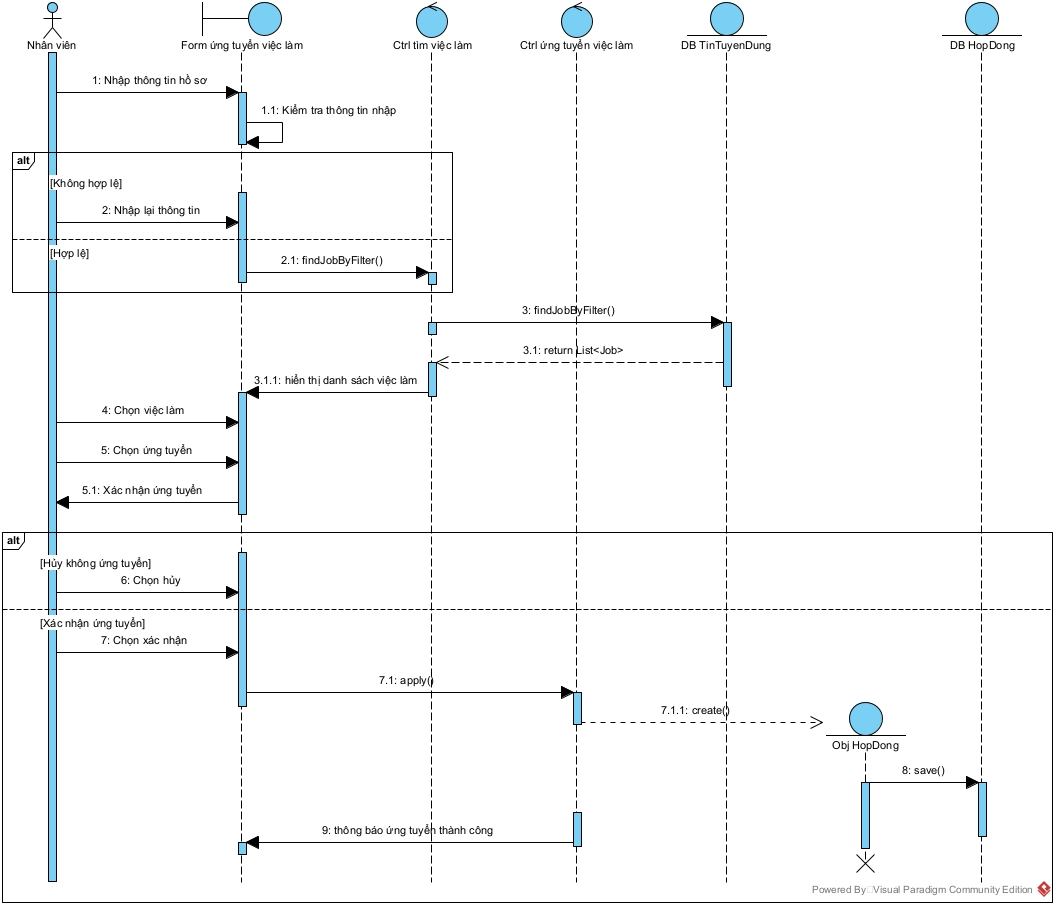 Nhân viên
Form ứng tuyển việc làm
Ctrl tìm việc làm
Ctrl ứng tuyển việc làm
DB TinTuyenDung
DB HopDong
1: Nhập thông tin hồ sơ
1.1: Kiểm tra thông tin nhập
alt
[Không hợp lệ]
2: Nhập lại thông tin
[Hợp lệ]
2.1: findJobByFilter()
3: findJobByFilter()
3.1: return List<Job>
3.1.1: hiển thị danh sách việc làm
4: Chọn việc làm
5: Chọn ứng tuyển
5.1: Xác nhận ứng tuyển
alt
[Hủy không ứng tuyển]
6: Chọn hủy
[Xác nhận ứng tuyển]
7: Chọn xác nhận
7.1: apply()
7.1.1: create()
Obj HopDong
8: save()
9: thông báo ứng tuyển thành công
Powered By Visual Paradigm Community Edition